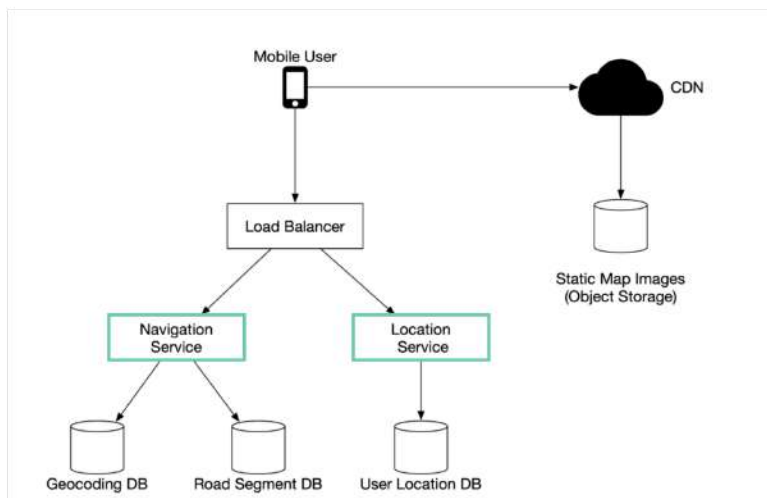 Mobile User
CDN
Load Balancer
Static Map Images
(Object Storage)
Navigation
Service
Location
Service
Geocoding DB
Road Segment DB
User Location DB